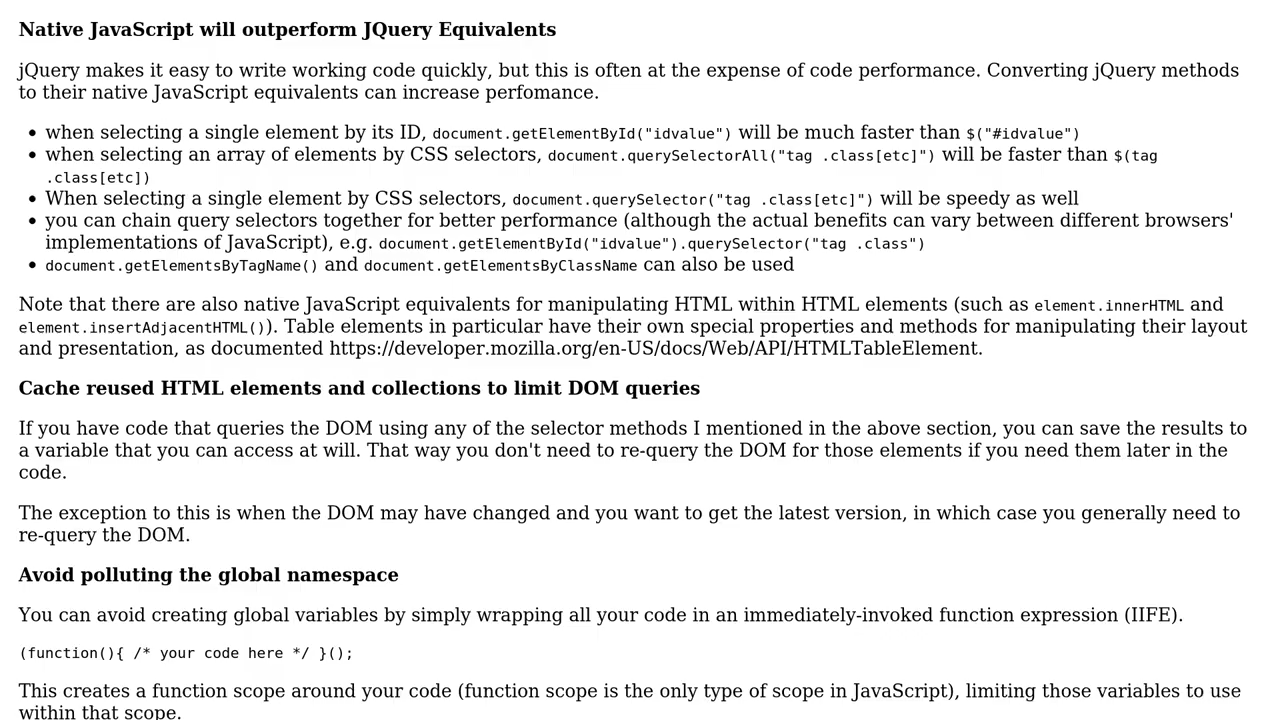 Native JavaScript will outperform JQuery Equivalents
jQuery makes it easy to write working code quickly, but this is often at the expense of code performance. Converting jQuery methods
to their native JavaScript equivalents can increase perfomance.
• when selecting a single element by its ID, document.getElementById("idvalue") will be much faster than $("#idvalue")
• when selecting an array of elements by CSS selectors, document.querySelectorAll("tag .class[etc]") will be faster than $(tag
.class[etc])
• When selecting a single element by CSS selectors, document.querySelector("tag .class[etc]") will be speedy as well
• you can chain query selectors together for better performance (although the actual benefits can vary between different browsers'
implementations of JavaScript), e.g. document.getElementById("idvalue").querySelector("tag .class")
• document.getElementsByTagName() and document.getElementsByClassName can also be used
Note that there are also native JavaScript equivalents for manipulating HTML within HTML elements (such as element.innerHTML and
element.insertAdjacentHTML()). Table elements in particular have their own special properties and methods for manipulating their layout
and presentation, as documented https://developer.mozilla.org/en-US/docs/Web/API/HTMLTableElement.
Cache reused HTML elements and collections to limit DOM queries
If you have code that queries the DOM using any of the selector methods I mentioned in the above section, you can save the results to
a variable that you can access at will. That way you don't need to re-query the DOM for those elements if you need them later in the
code.
The exception to this is when the DOM may have changed and you want to get the latest version, in which case you generally need to
re-query the DOM.
Avoid polluting the global namespace
You can avoid creating global variables by simply wrapping all your code in an immediately-invoked function expression (IIFE).
(function(){ /* your code here */ }();
This creates a function scope around your code (function scope is the only type of scope in JavaScript), limiting those variables to use
within that scope.